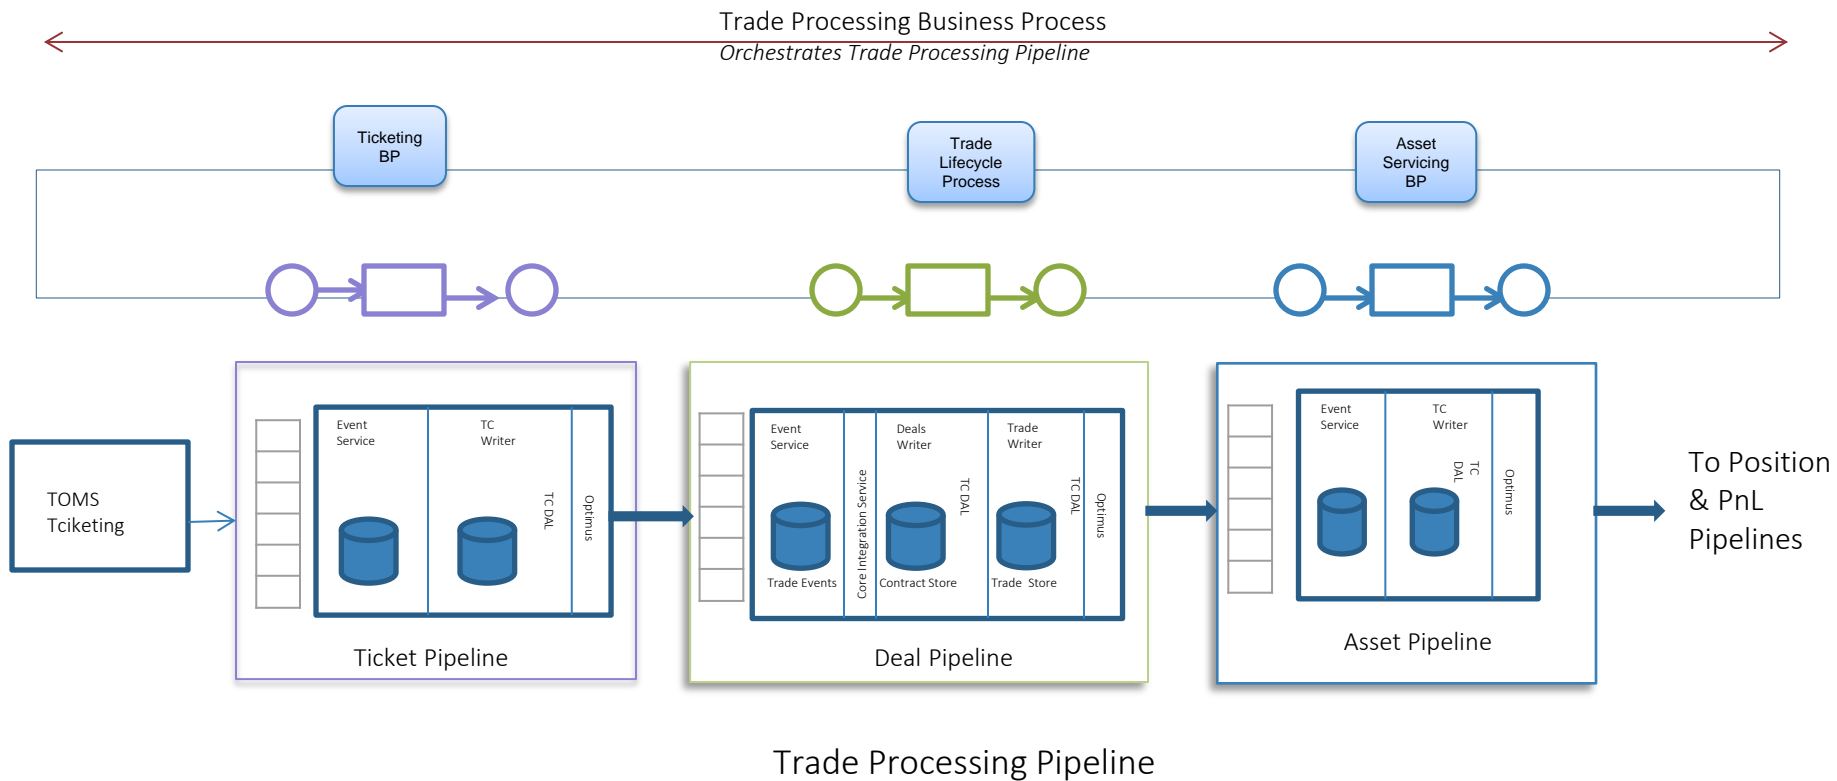 Trade Processing Business Process
Orchestrates Trade Processing Pipeline
Ticketing
BP
Trade
Lifecycle
Process
Asset
Servicing
BP
TOMS
Tciketing
Event
Service
TC
Writer
TC DAL
Optimus
Ticket Pipeline
Event
Service
Trade Events
Core Integration Service
Deals
Writer
TC DAL
Contract Store
Trade
Writer
TC DAL
Trade Store
Optimus
Deal Pipeline
Event
Service
TC
Writer
TC
DAL
Optimus
Asset Pipeline
To Position
& PnL
Pipelines
Trade Processing Pipeline